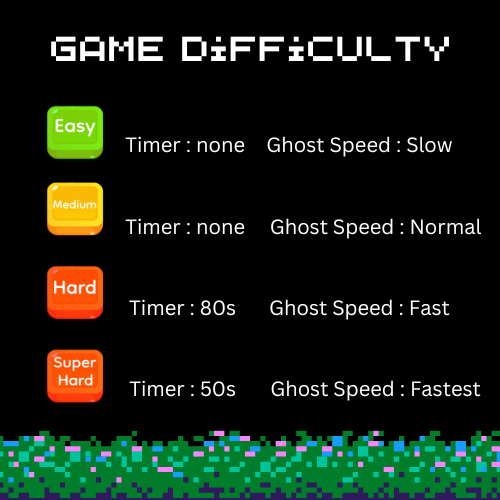 GAME DiFFiCULTY
Easy
Timer : none Ghost Speed : Slow
Medium
Timer : none Ghost Speed : Normal
Hard
Timer : 80s Ghost Speed : Fast
Super
Hard
Timer : 50s Ghost Speed : Fastest